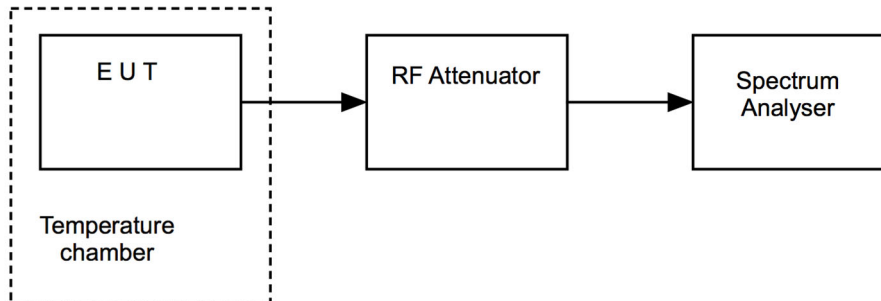 E U T
RF Attenuator
Spectrum
Analyser
Temperature
chamber